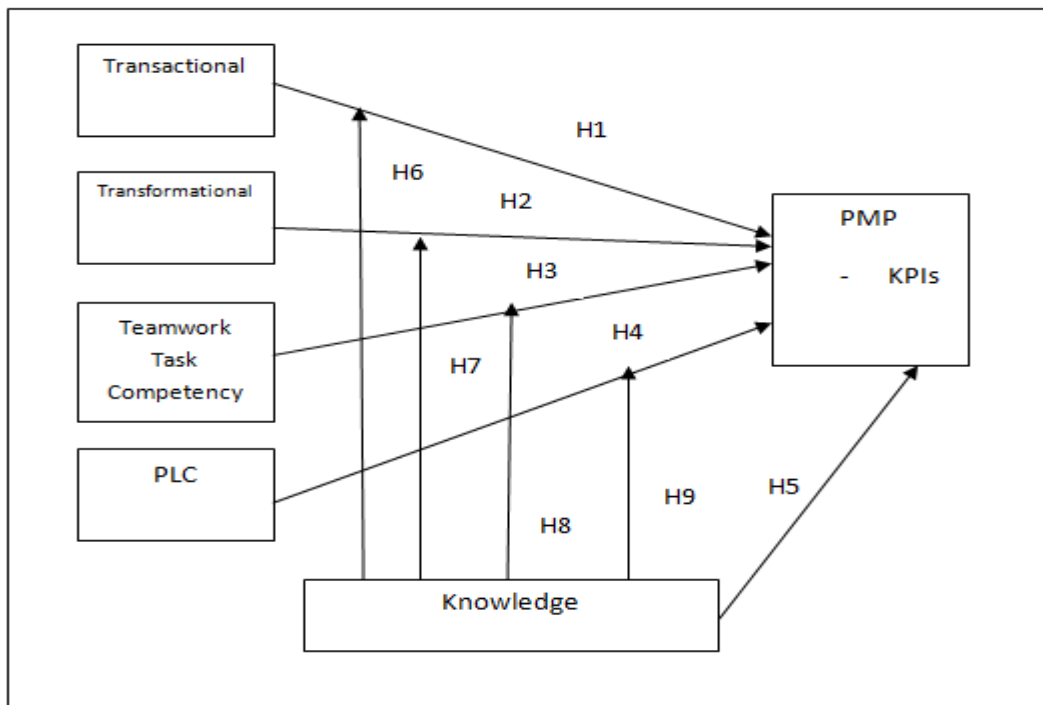 Transactional
H1
H6
Transformational
H2
PMP
- KPIs
H3
Teamwork
Task
Competency
H4
H7
PLC
H5
H9
H8
Knowledge